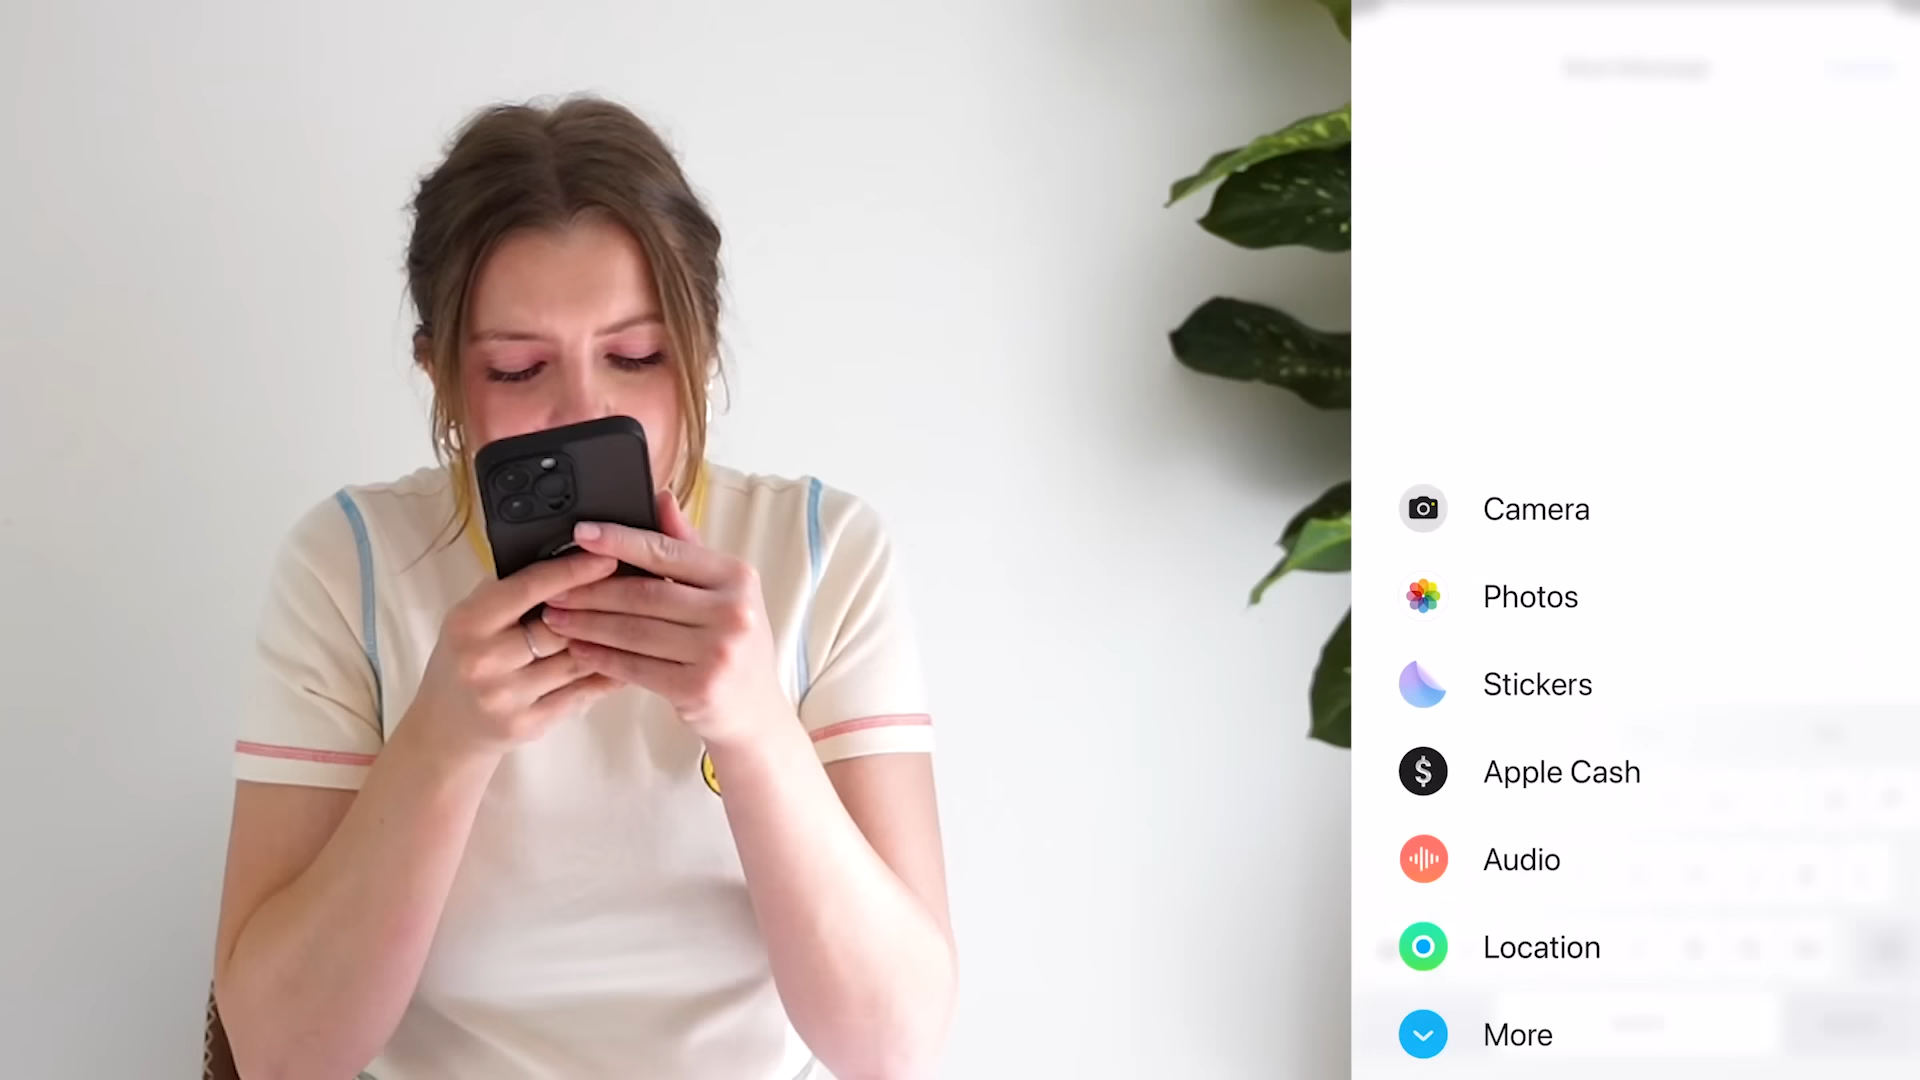 Camera
Photos
Stickers
Apple Cash
Audio
Location
More